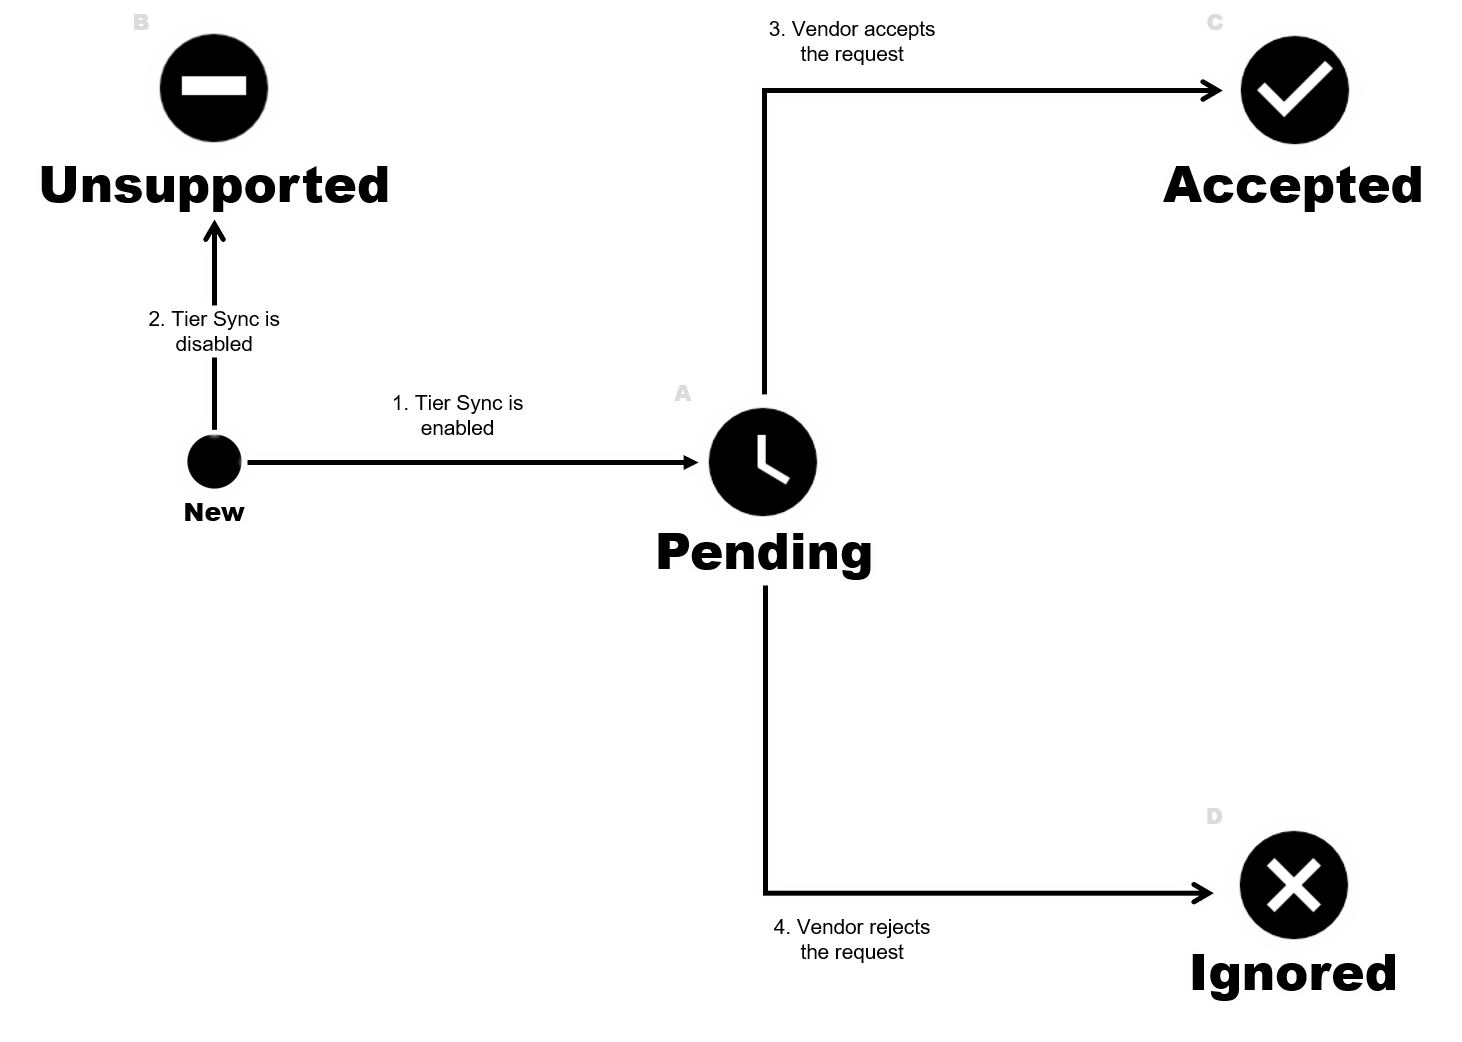 B
Unsupported
2. Tier Sync is
disabled
New
1. Tier Sync is
enabled
A
Pending
3. Vendor accepts
the request
C
Accepted
4. Vendor rejects
the request
D
Ignored